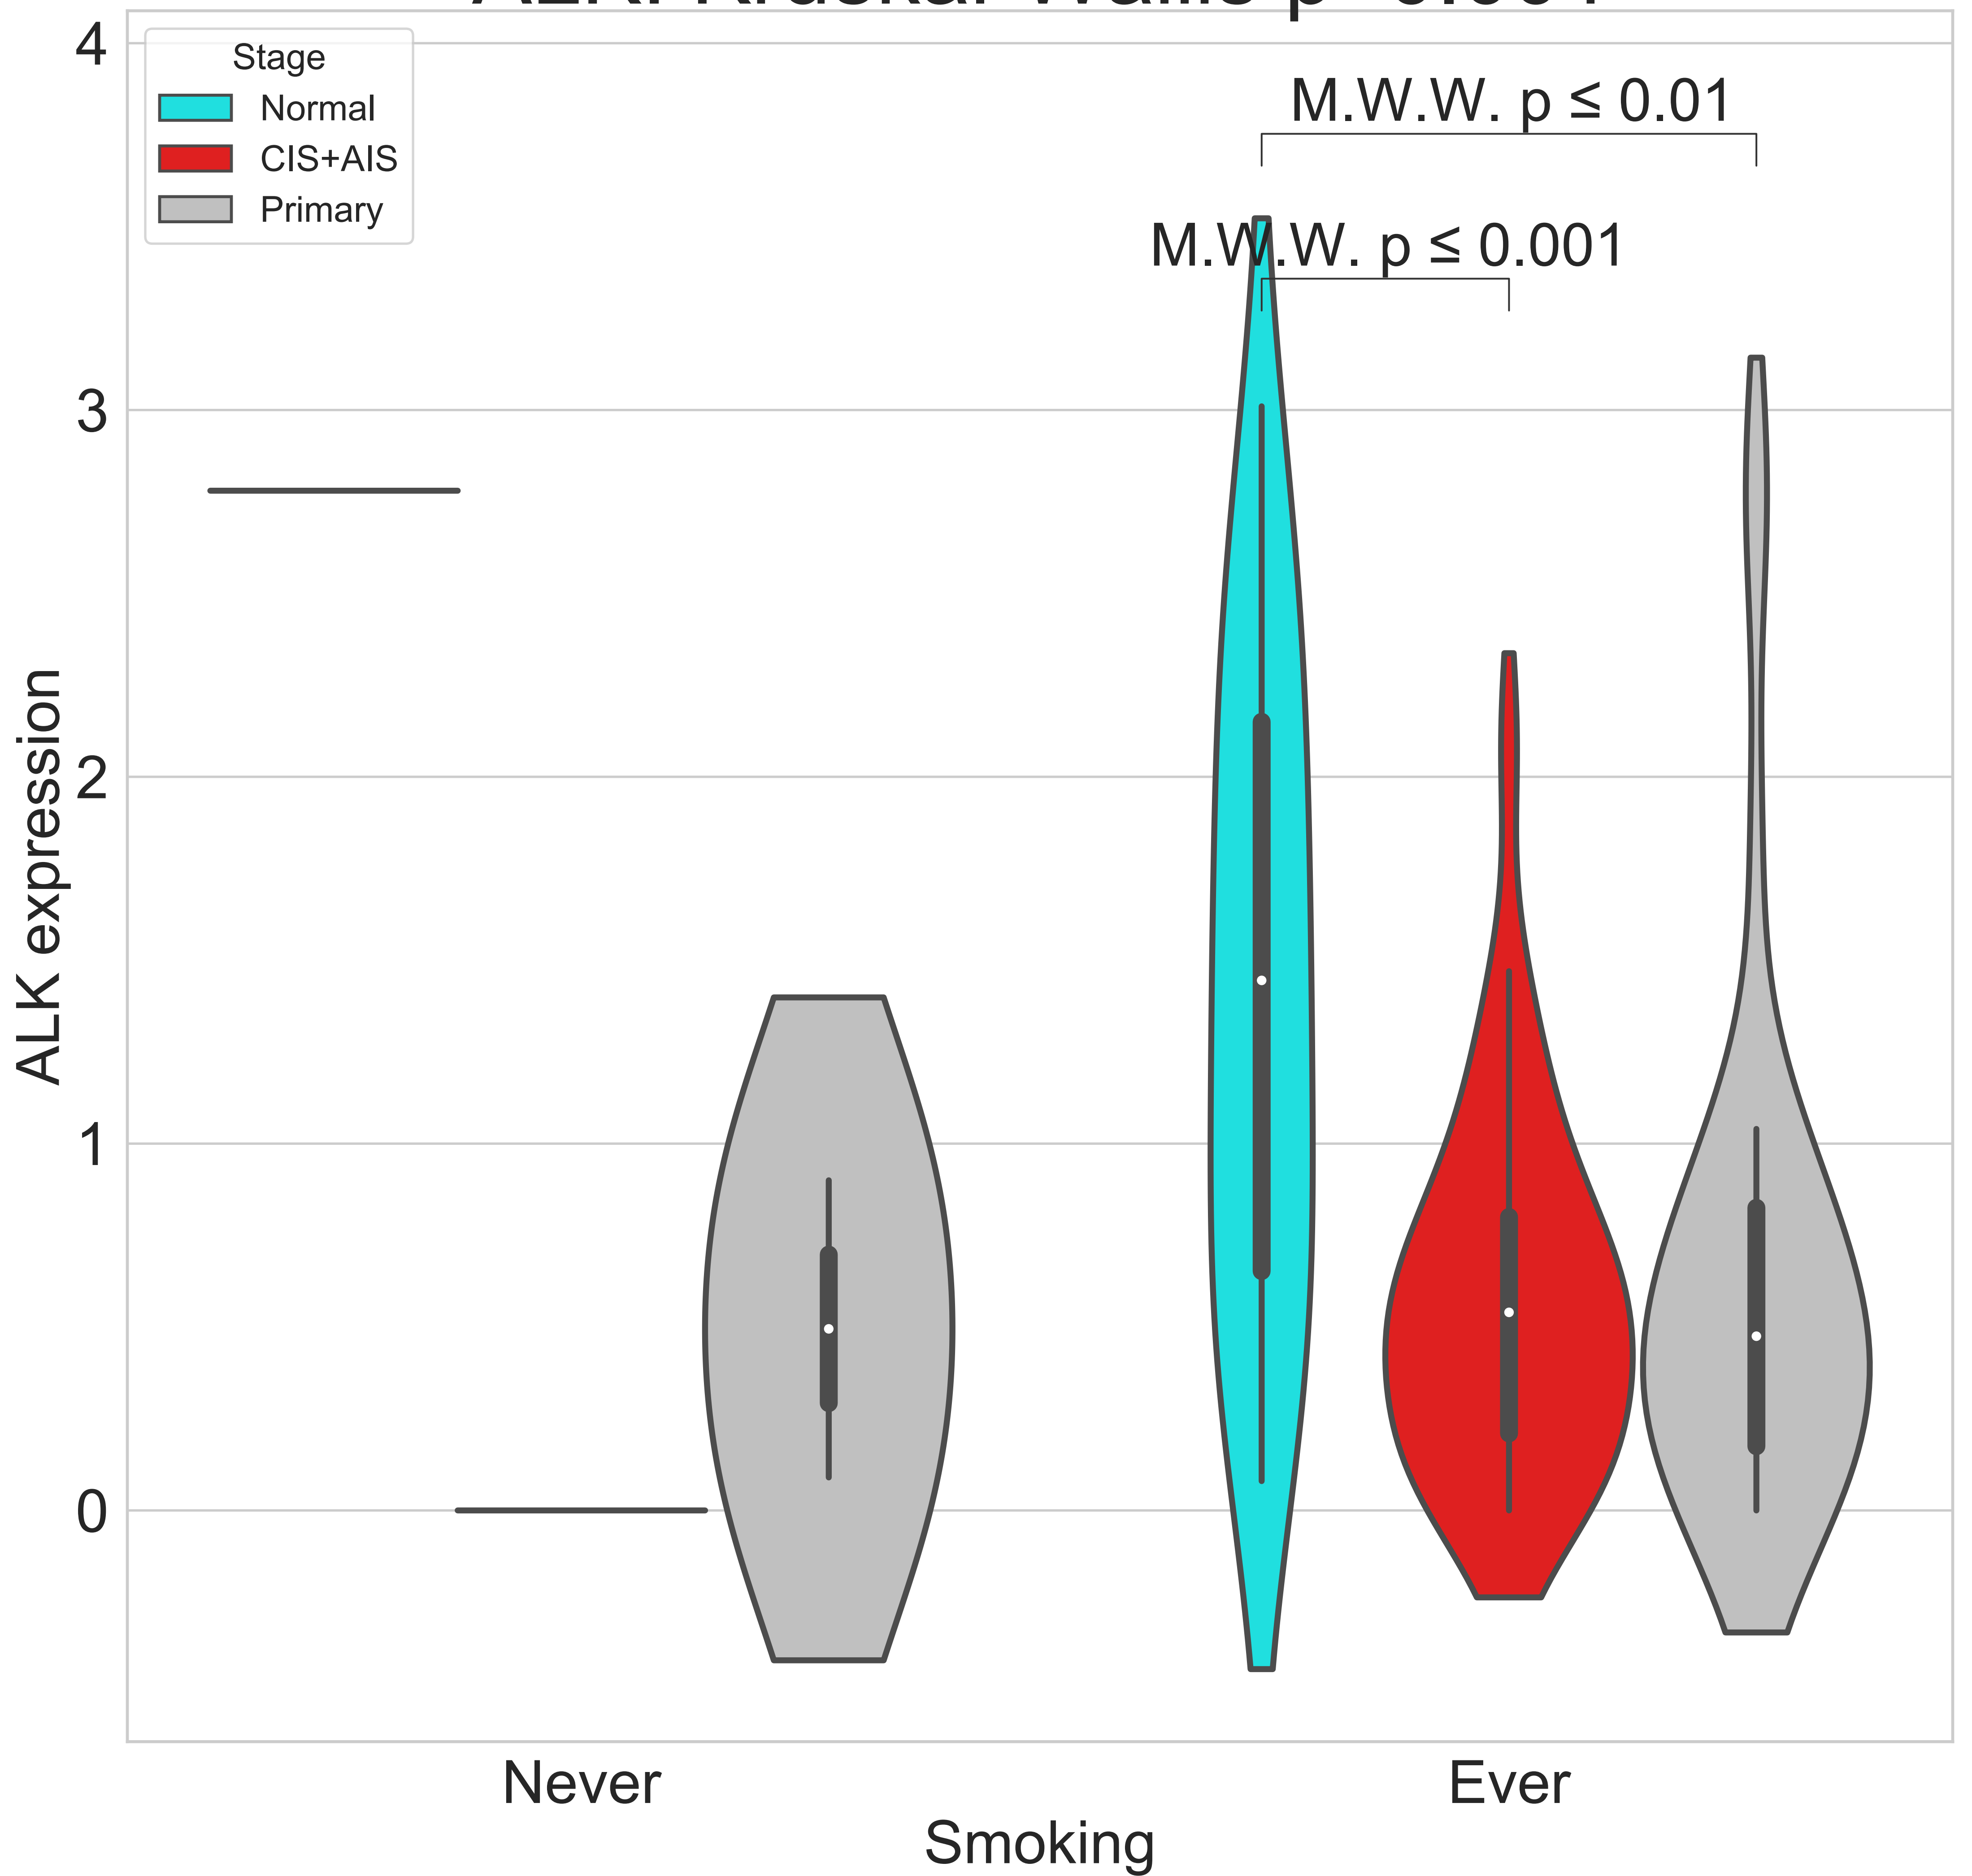 4
Stage
Normal
CIS+AIS
Primary
M.W.W. p ≤ 0.01
M.W.W. p ≤ 0.001
3
2
1
0
ALK expression
Never
Ever
Smoking